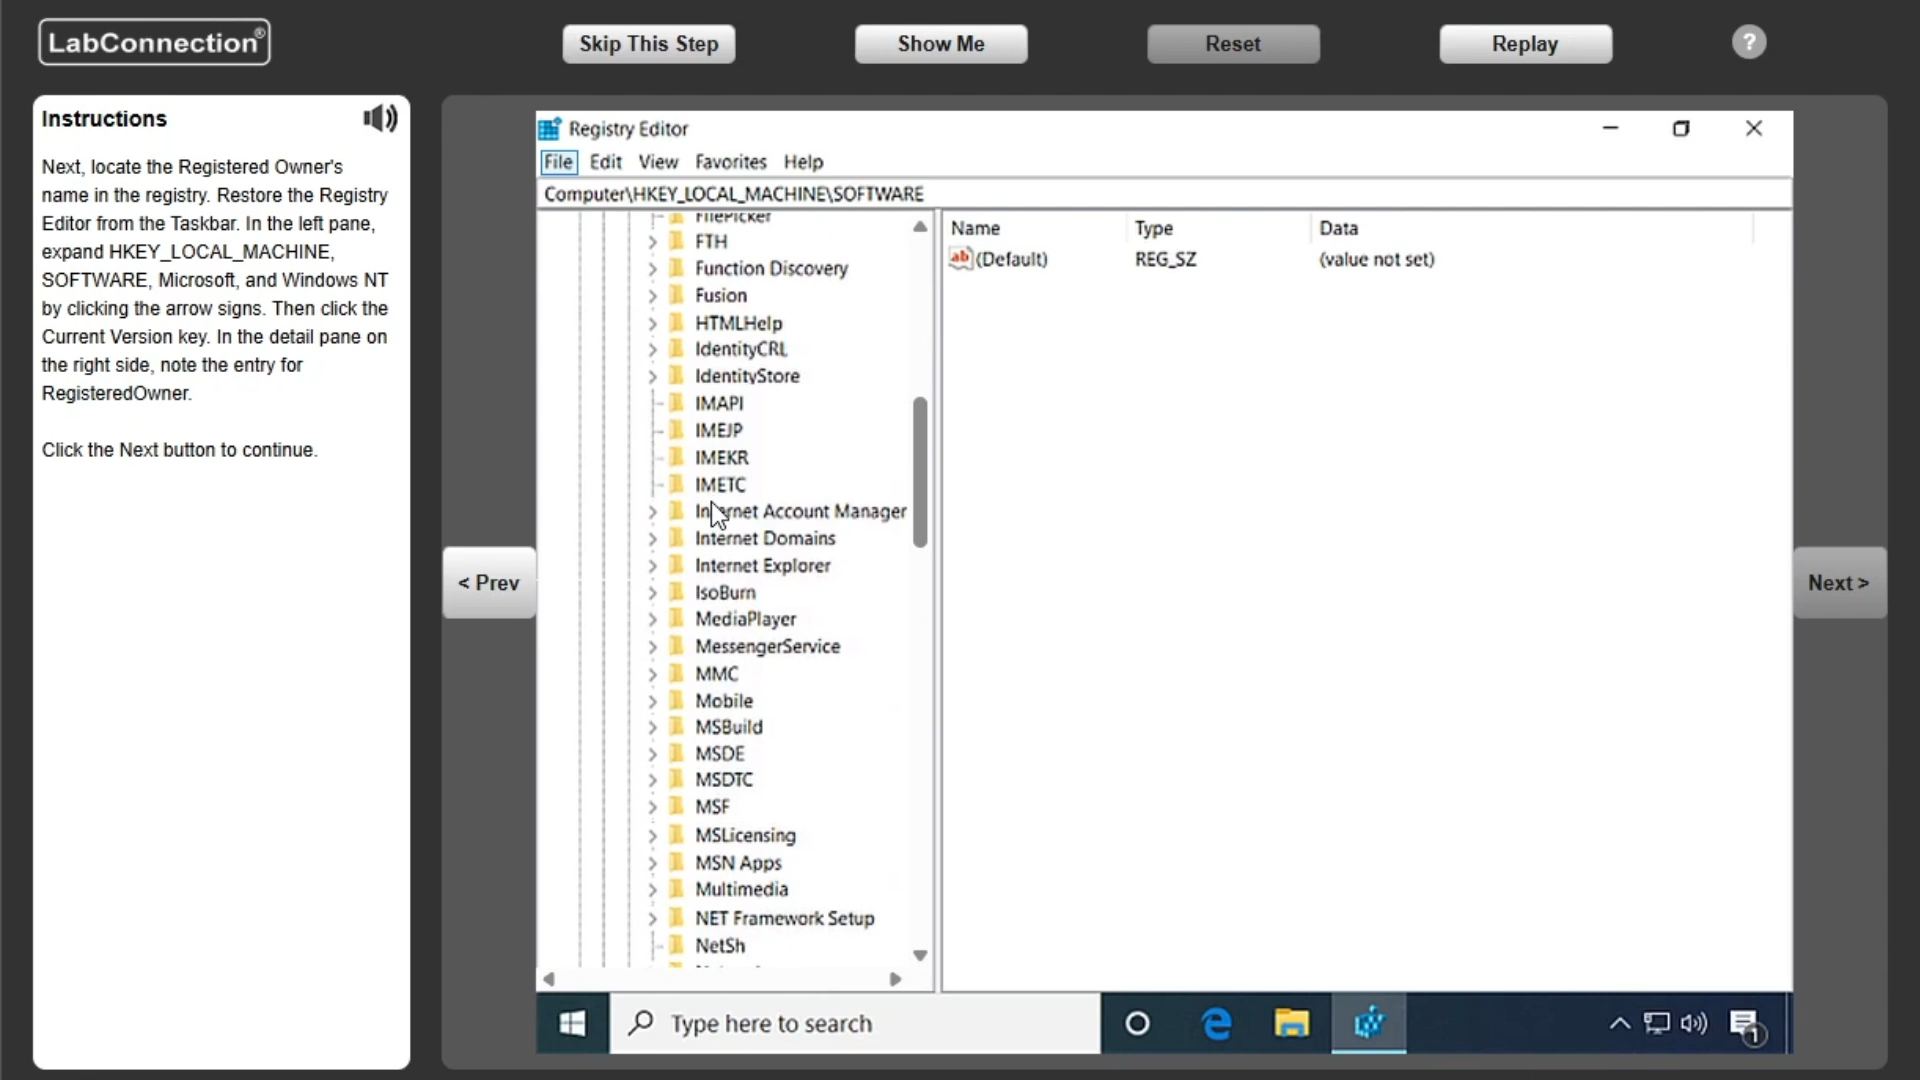 LabConnection®
Skip This Step
Show Me
Reset
Replay
?
Instructions
Next, locate the Registered Owner's
name in the registry. Restore the Registry
Editor from the Taskbar. In the left pane,
expand HKEY_LOCAL_MACHINE,
SOFTWARE, Microsoft, and Windows NT
by clicking the arrow signs. Then click the
Current Version key. In the detail pane on
the right side, note the entry for
RegisteredOwner.
Click the Next button to continue.
< Prev
Next >
Registry Editor
File Edit View Favorites Help
Computer\HKEY_LOCAL_MACHINE\SOFTWARE
FilePicker
FTH
Function Discovery
Fusion
HTMLHelp
IdentityCRL
IdentityStore
IMAPI
IMEJP
IMEKR
IMETC
Internet Account Manager
Internet Domains
Internet Explorer
IsoBurn
MediaPlayer
MessengerService
MMC
Mobile
MSBuild
MSDE
MSDTC
MSF
MSLicensing
MSN Apps
Multimedia
NET Framework Setup
NetSh
Name Type Data
ab (Default) REG_SZ (value not set)
Type here to search
1